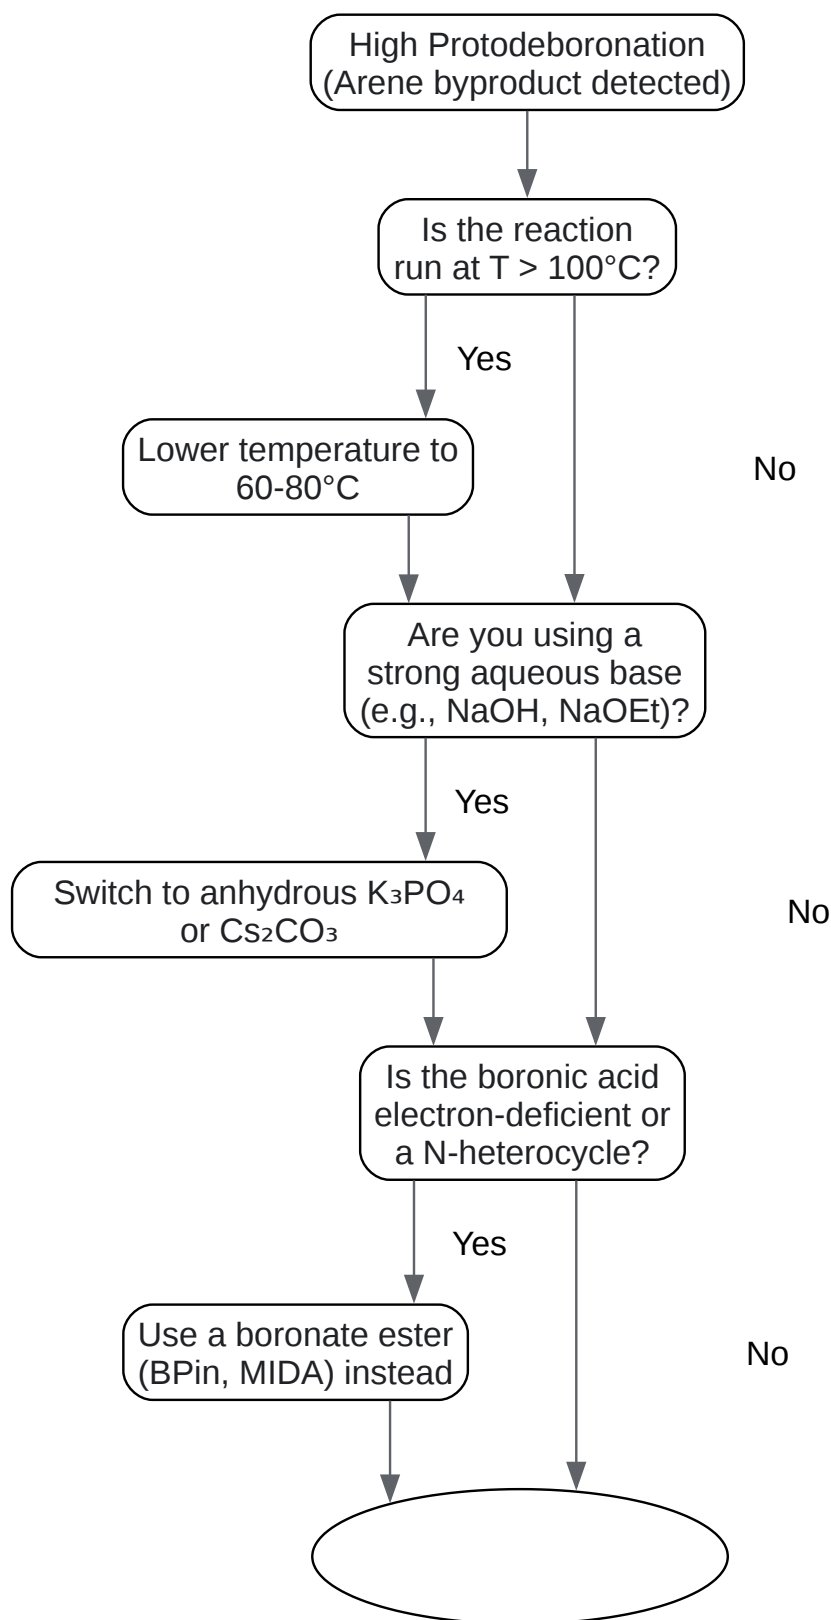 High Protodeboronation
(Arene byproduct detected)
Is the reaction
run at T > 100°C?
Yes
Lower temperature to
60-80°C
No
Are you using a
strong aqueous base
(e.g., NaOH, NaOEt)?
Yes
Switch to anhydrous K₃PO₄
or Cs₂CO₃
No
Is the boronic acid
electron-deficient or
a N-heterocycle?
Yes
Use a boronate ester
(BPin, MIDA) instead
No